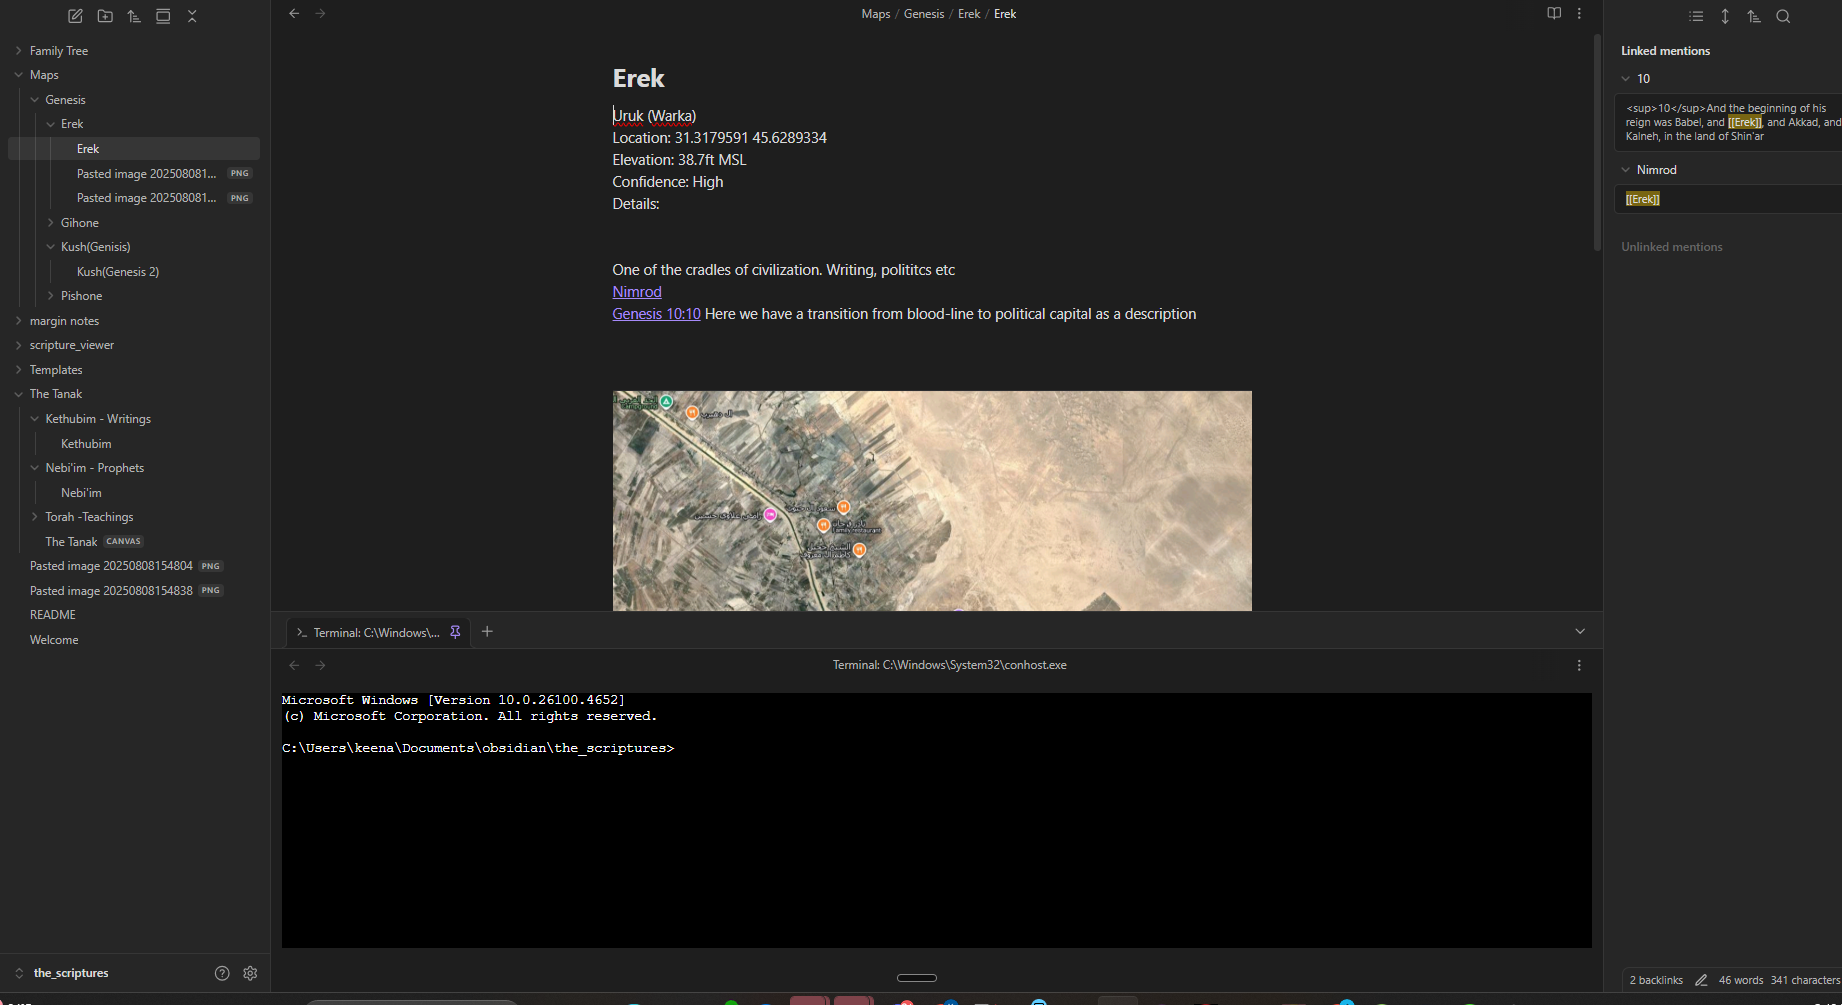 Family Tree
Maps
Genesis
Erek
Erek
Pasted image 202508081... PNG
Pasted image 202508081... PNG
Gihone
Kush(Genisis)
Kush(Genesis 2)
Pishone
margin notes
scripture_viewer
Templates
The Tanak
Kethubim - Writings
Kethubim
Nebi'im - Prophets
Nebi'im
Torah -Teachings
The Tanak CANVAS
Pasted image 20250808154804 PNG
Pasted image 20250808154838 PNG
README
Welcome
the_scriptures
Maps / Genesis / Erek / Erek
Erek
Uruk (Warka)
Location: 31.3179591 45.6289334
Elevation: 38.7ft MSL
Confidence: High
Details:
One of the cradles of civilization. Writing, polititcs etc
Nimrod
Genesis 10:10 Here we have a transition from blood-line to political capital as a description
Family restaurant
Terminal: C:\Windows\...
Terminal: C:\Windows\System32\conhost.exe
Microsoft Windows [Version 10.0.26100.4652]
(c) Microsoft Corporation. All rights reserved.
C:\Users\keena\Documents\obsidian\the_scriptures>
Linked mentions
10
<sup>10</sup>And the beginning of his
reign was Babel, and [[Erek]], and Akkad, and
Kalneh, in the land of Shin'ar
Nimrod
[[Erek]]
Unlinked mentions
2 backlinks 46 words 341 characters